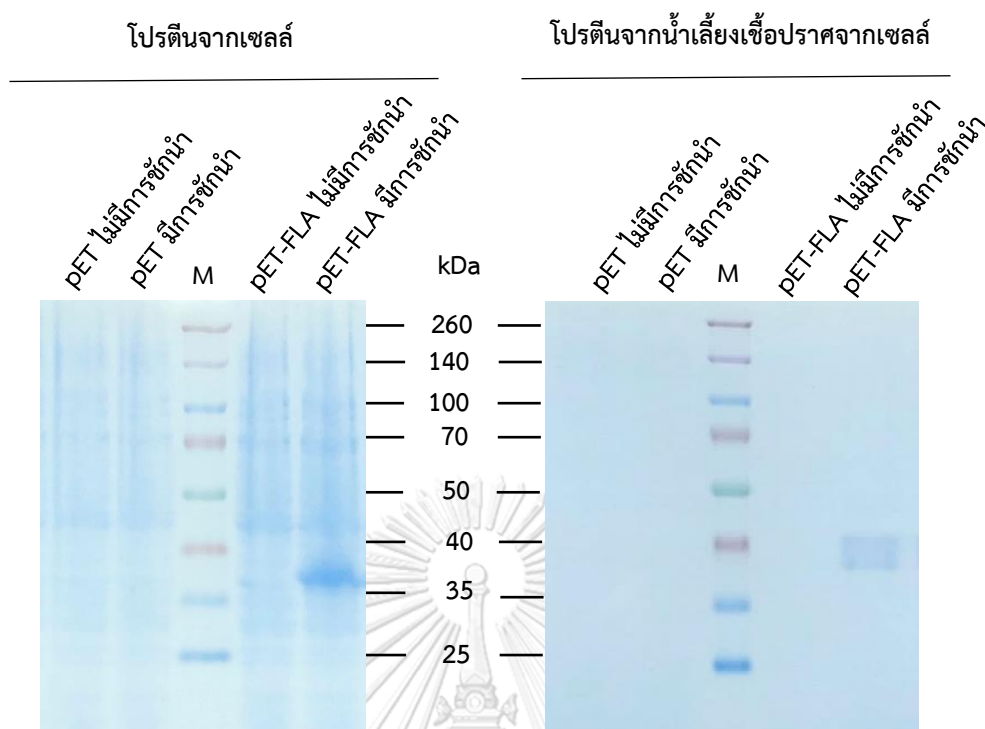 โปรตีนจากเซลล์
โปรตีนจากน้ำเลี้ยงเชื้อปราศจากเซลล์
pET ไม่มีการชักนำ
pET มีการชักนำ
M
pET-FLA ไม่มีการชักนำ
pET-FLA มีการชักนำ
kDa
pET ไม่มีการชักนำ
pET มีการชักนำ
M
pET-FLA ไม่มีการชักนำ
pET-FLA มีการชักนำ
260
140
100
70
50
40
35
25